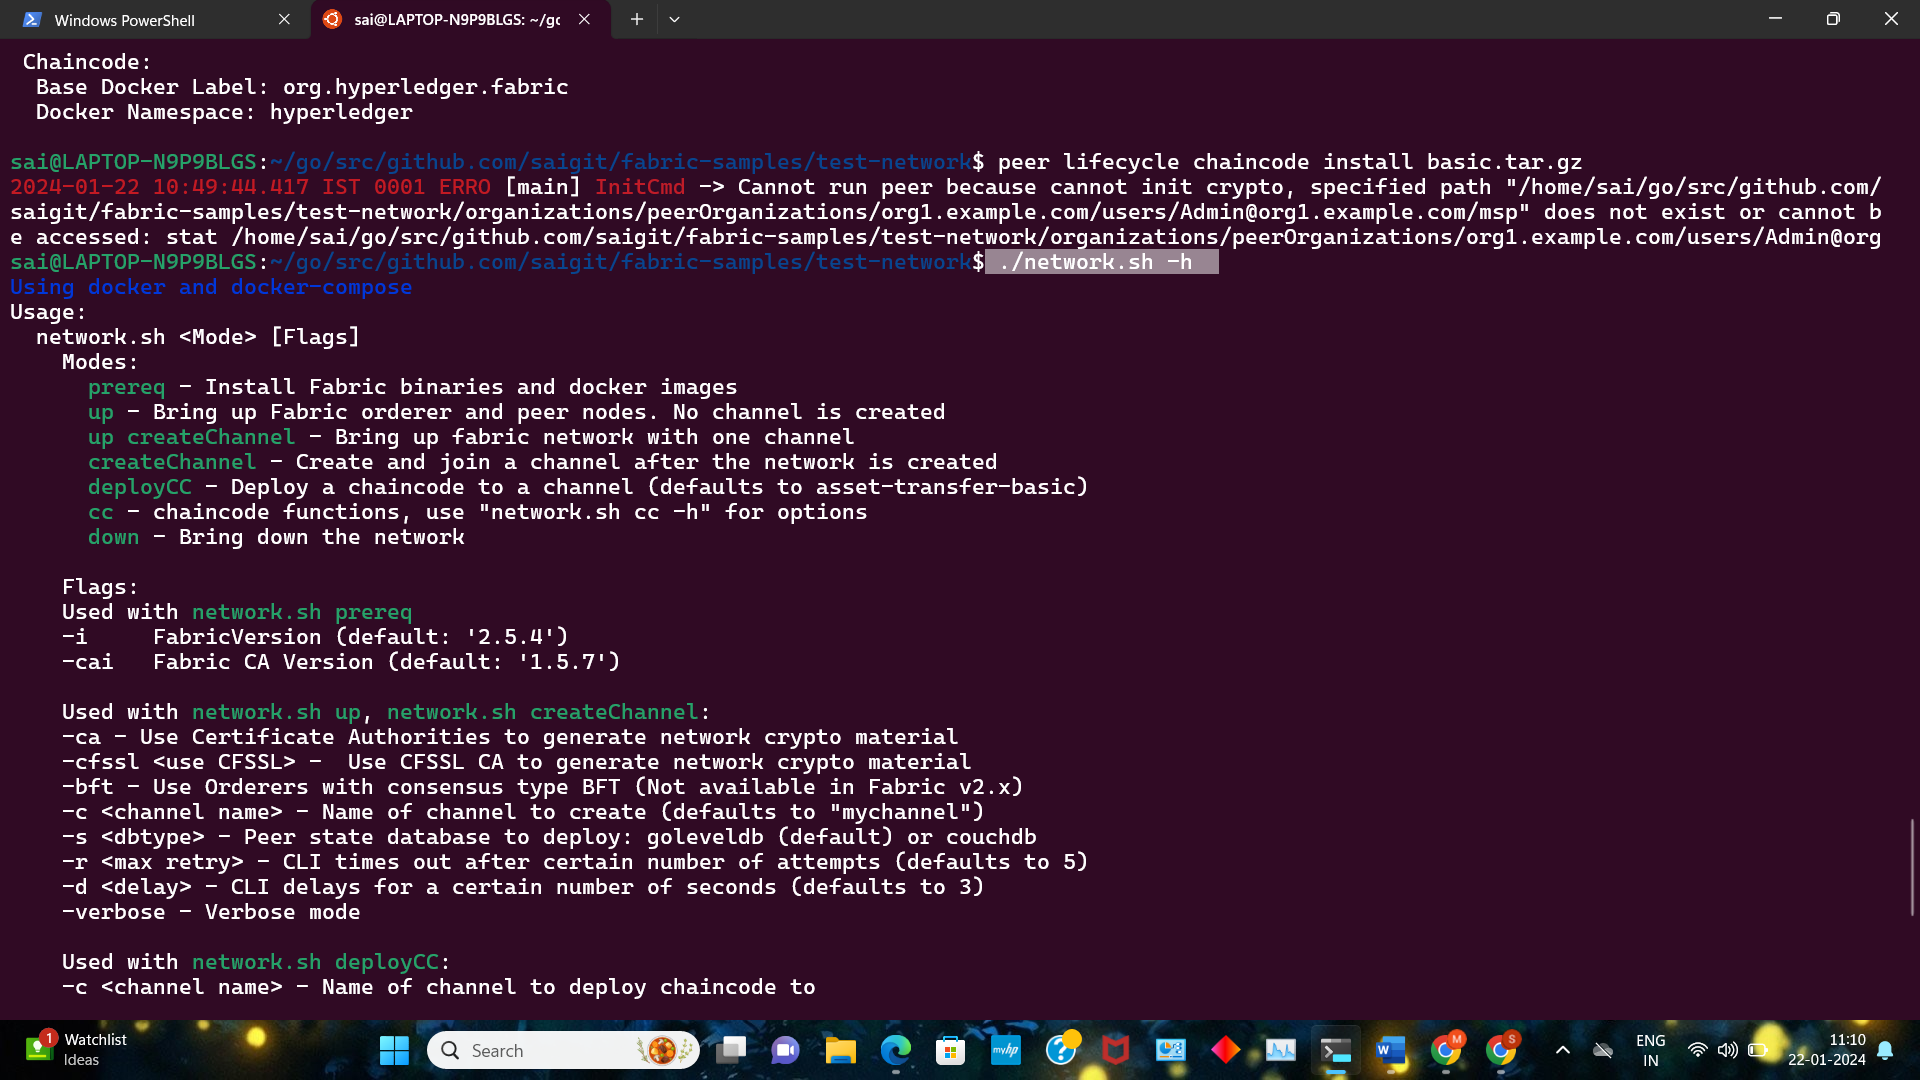 Windows PowerShell
sai@LAPTOP-N9P9BLGS: ~/go
Chaincode:
Base Docker Label: org.hyperledger.fabric
Docker Namespace: hyperledger
sai@LAPTOP-N9P9BLGS:~/go/src/github.com/saigit/fabric-samples/test-network$ peer lifecycle chaincode install basic.tar.gz
2024-01-22 10:49:44.417 IST 0001 ERRO [main] InitCmd -> Cannot run peer because cannot init crypto, specified path "/home/sai/go/src/github.com/
saigit/fabric-samples/test-network/organizations/peerOrganizations/org1.example.com/users/Admin@org1.example.com/msp" does not exist or cannot b
e accessed: stat /home/sai/go/src/github.com/saigit/fabric-samples/test-network/organizations/peerOrganizations/org1.example.com/users/Admin@org
sai@LAPTOP-N9P9BLGS:~/go/src/github.com/saigit/fabric-samples/test-network$ ./network.sh -h
Using docker and docker-compose
Usage:
network.sh <Mode> [Flags]
Modes:
prereq - Install Fabric binaries and docker images
up - Bring up Fabric orderer and peer nodes. No channel is created
up createChannel - Bring up fabric network with one channel
createChannel - Create and join a channel after the network is created
deployCC - Deploy a chaincode to a channel (defaults to asset-transfer-basic)
cc - chaincode functions, use "network.sh cc -h" for options
down - Bring down the network
Flags:
Used with network.sh prereq
-i FabricVersion (default: '2.5.4')
-cai Fabric CA Version (default: '1.5.7')
Used with network.sh up, network.sh createChannel:
-ca - Use Certificate Authorities to generate network crypto material
-cfssl <use CFSSL> - Use CFSSL CA to generate network crypto material
-bft - Use Orderers with consensus type BFT (Not available in Fabric v2.x)
-c <channel name> - Name of channel to create (defaults to "mychannel")
-s <dbtype> - Peer state database to deploy: goleveldb (default) or couchdb
-r <max retry> - CLI times out after certain number of attempts (defaults to 5)
-d <delay> - CLI delays for a certain number of seconds (defaults to 3)
-verbose - Verbose mode
Used with network.sh deployCC:
-c <channel name> - Name of channel to deploy chaincode to
1
Watchlist
Ideas
Search
myhp
W
M
S
ENG
IN
11:10
22-01-2024